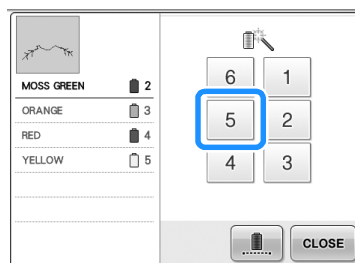 MOSS GREEN 2
ORANGE 3
RED 4
YELLOW 5
6 1
5 2
4 3
CLOSE